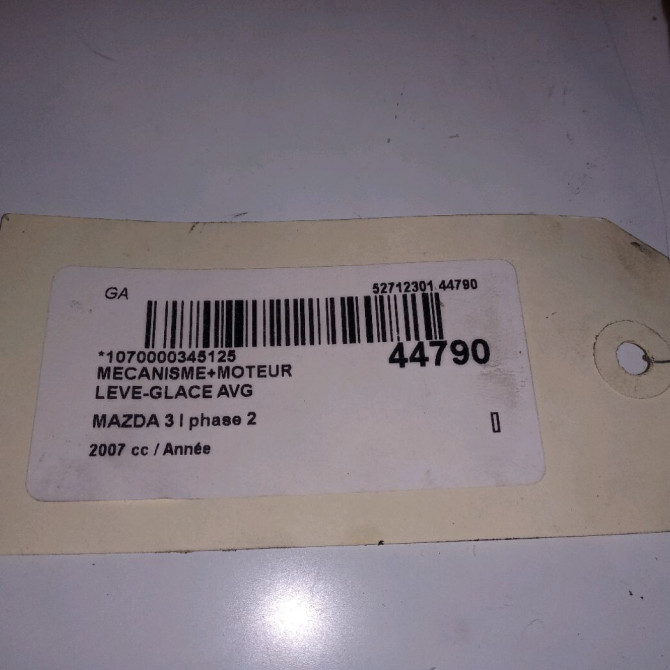 GA
52712301 44790
*1070000345125
44790
MECANISME+MOTEUR
LEVE-GLACE AVG
MAZDA 3 I phase 2
2007 cc / Année